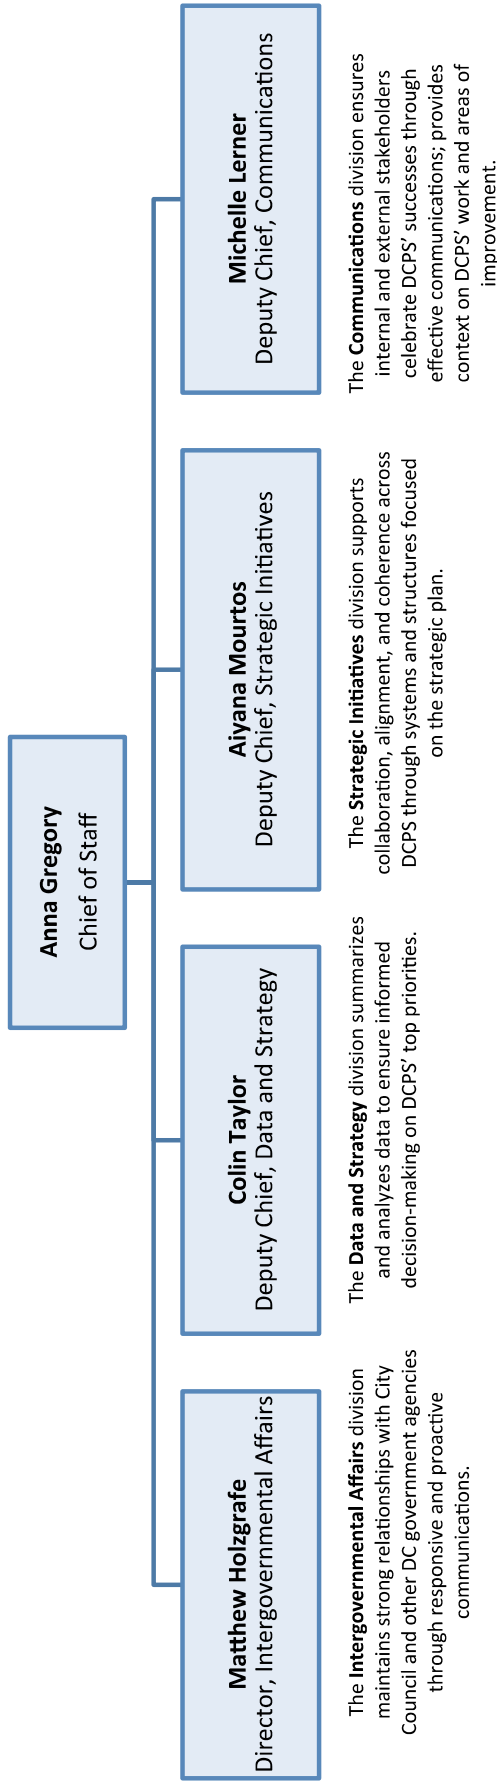 Anna Gregory
Chief of Staff
Matthew Holzgrafe
Director, Intergovernmental Affairs
The Intergovernmental Affairs division
maintains strong relationships with City
Council and other DC government agencies
through responsive and proactive
communications.
Colin Taylor
Deputy Chief, Data and Strategy
The Data and Strategy division summarizes
and analyzes data to ensure informed
decision-making on DCPS’ top priorities.
Aiyana Mourtos
Deputy Chief, Strategic Initiatives
The Strategic Initiatives division supports
collaboration, alignment, and coherence across
DCPS through systems and structures focused
on the strategic plan.
Michelle Lerner
Deputy Chief, Communications
The Communications division ensures
internal and external stakeholders
celebrate DCPS’ successes through
effective communications; provides
context on DCPS’ work and areas of
improvement.